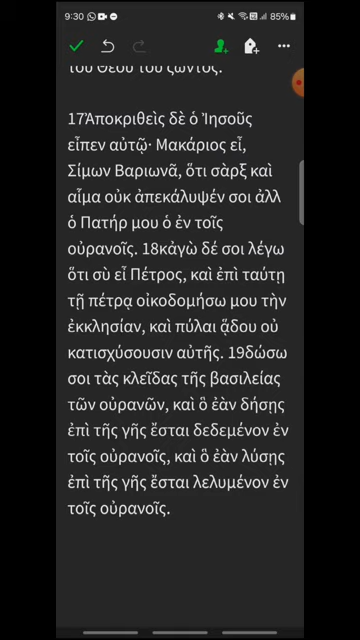 9:30
85%
τοῦ Θεοῦ τοῦ ζῶντος.
17Ἀποκριθεὶς δὲ ὁ Ἰησοῦς
εἶπεν αὐτῷ· Μακάριος εἶ,
Σίμων Βαριωνᾶ, ὅτι σὰρξ καὶ
αἷμα οὐκ ἀπεκάλυψέν σοι ἀλλ
ὁ Πατήρ μου ὁ ἐν τοῖς
οὐρανοῖς. 18κἀγὼ δέ σοι λέγω
ὅτι σὺ εἶ Πέτρος, καὶ ἐπὶ ταύτῃ
τῇ πέτρᾳ οἰκοδομήσω μου τὴν
ἐκκλησίαν, καὶ πύλαι ᾅδου οὐ
κατισχύσουσιν αὐτῆς. 19δώσω
σοι τὰς κλεῖδας τῆς βασιλείας
τῶν οὐρανῶν, καὶ ὃ ἐὰν δήσῃς
ἐπὶ τῆς γῆς ἔσται δεδεμένον ἐν
τοῖς οὐρανοῖς, καὶ ὃ ἐὰν λύσῃς
ἐπὶ τῆς γῆς ἔσται λελυμένον ἐν
τοῖς οὐρανοῖς.